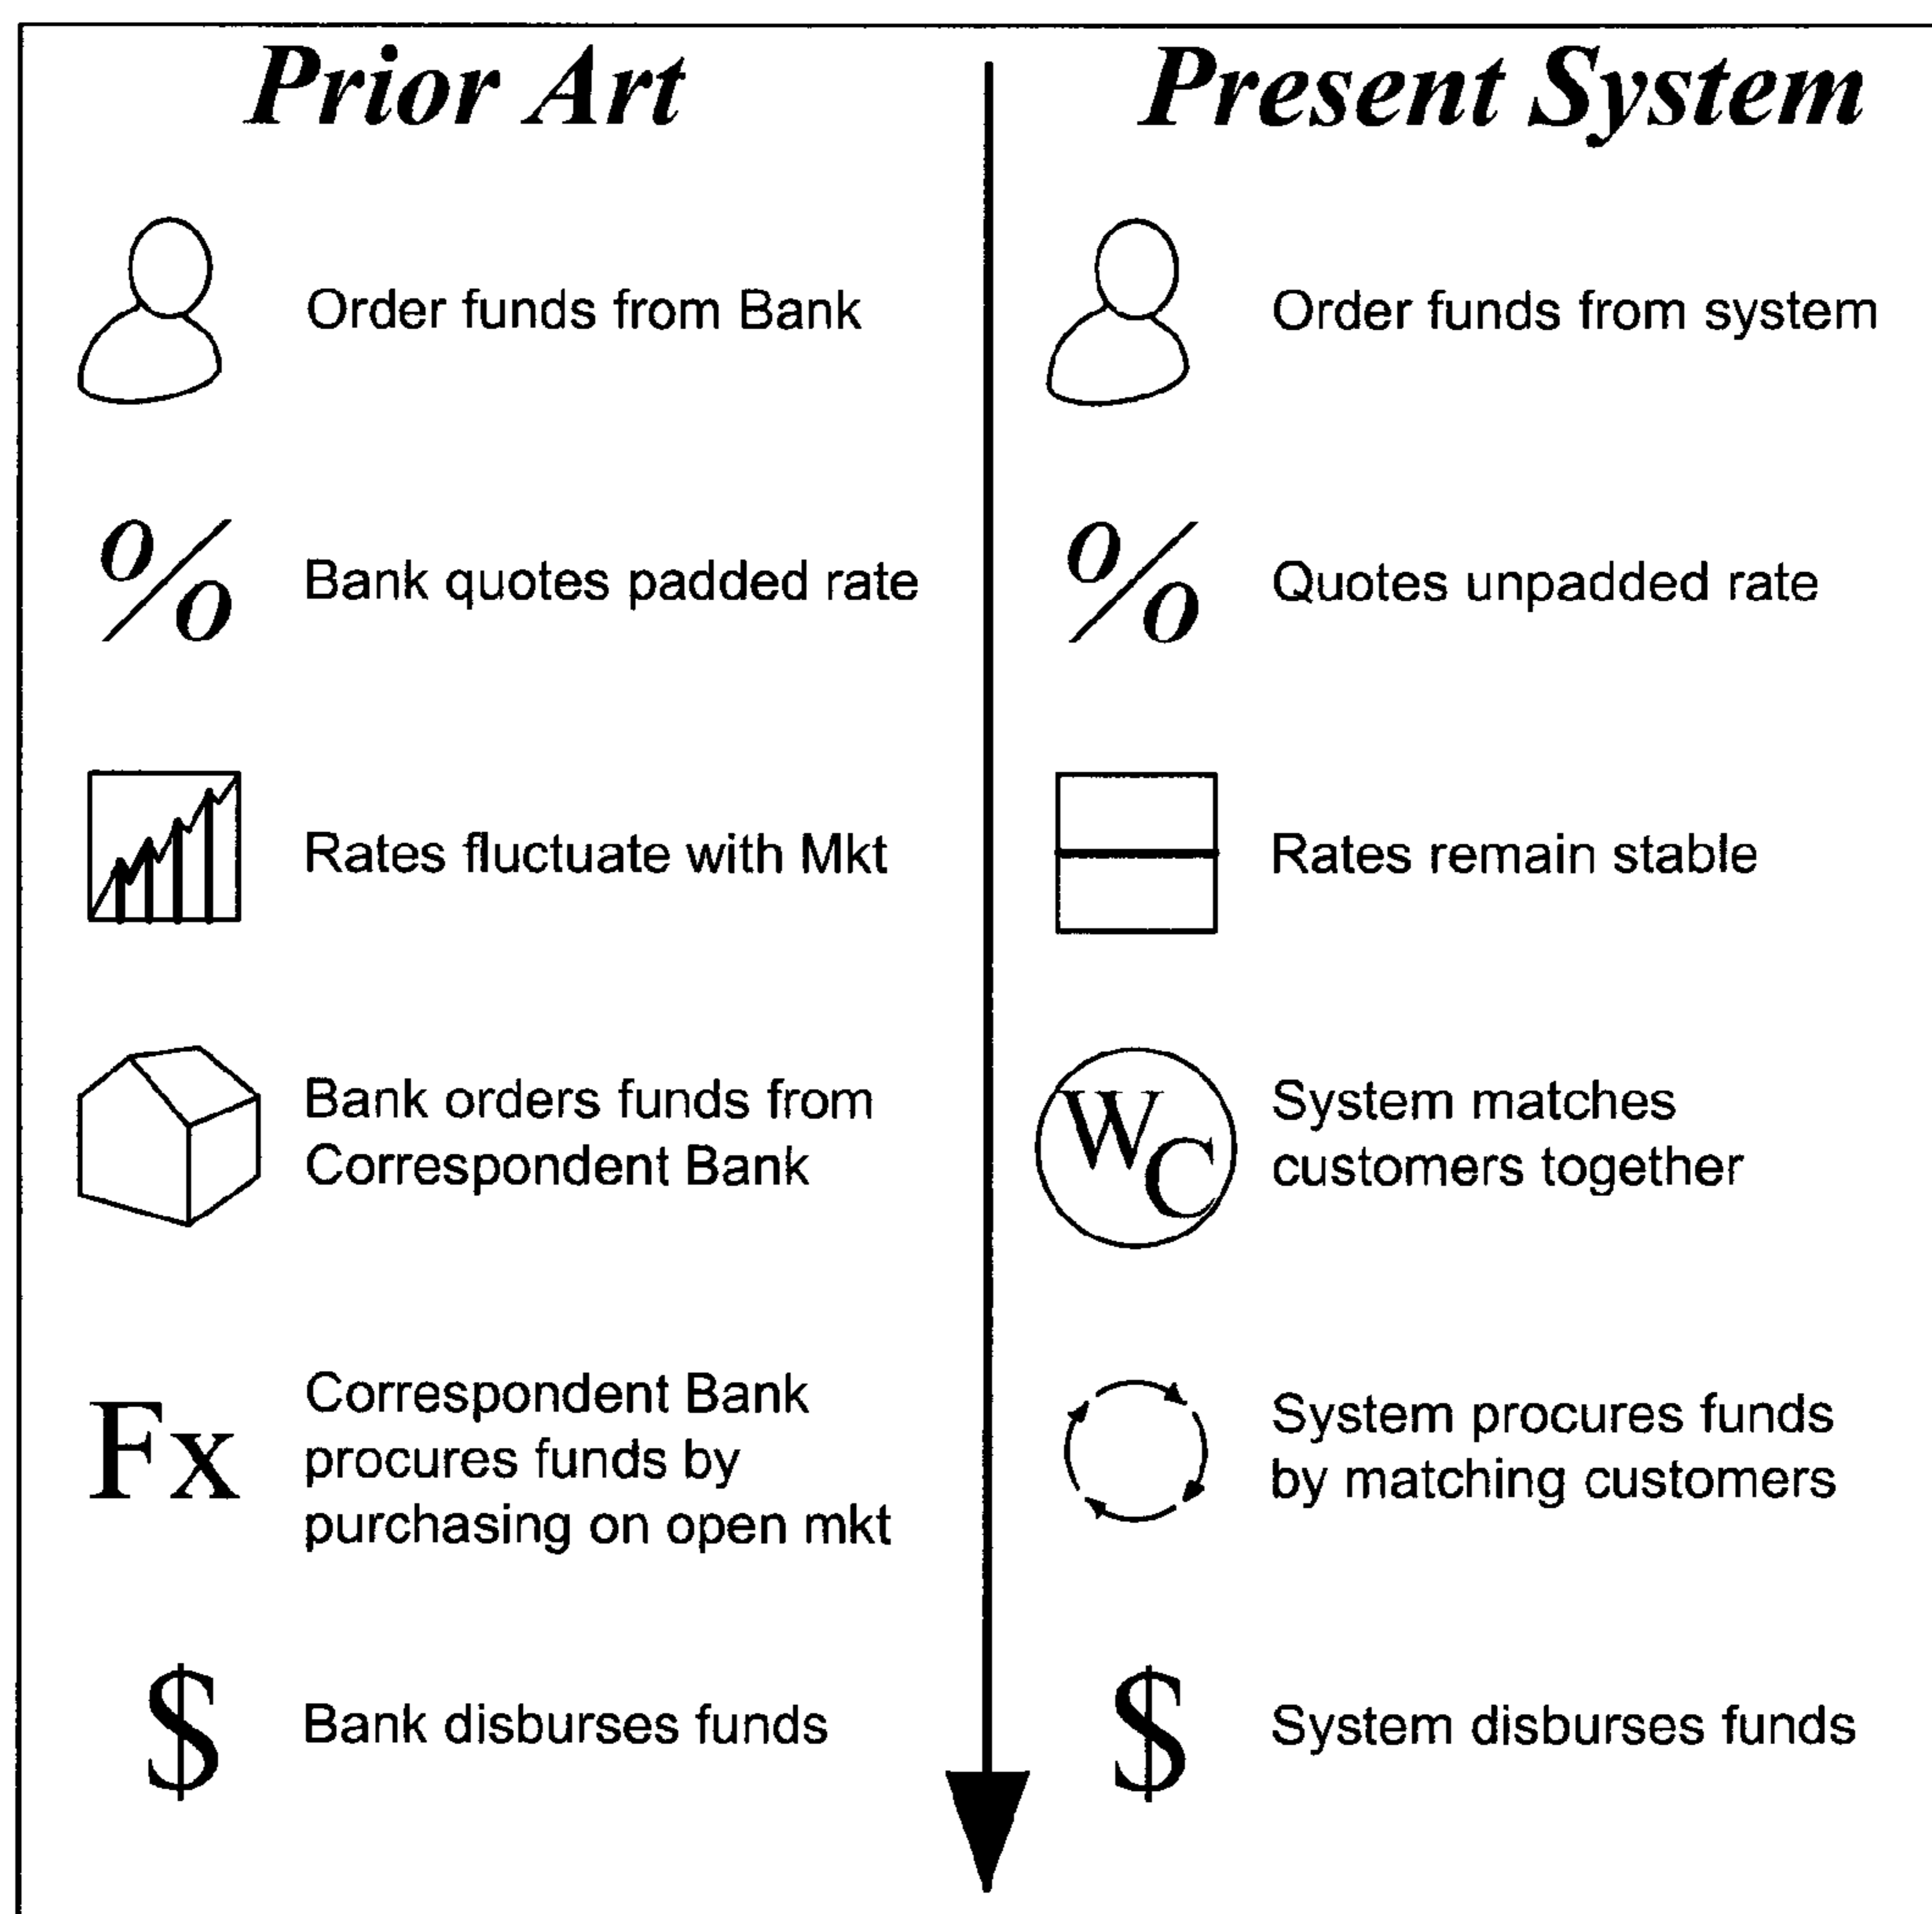 Prior Art
Order funds from Bank
%
Bank quotes padded rate
Rates fluctuate with Mkt
Bank orders funds from
Correspondent Bank
Fx
Correspondent Bank
procures funds by
purchasing on open mkt
$
Bank disburses funds
Present System
Order funds from system
%
Quotes unpadded rate
Rates remain stable
WC
System matches
customers together
System procures funds
by matching customers
$
System disburses funds